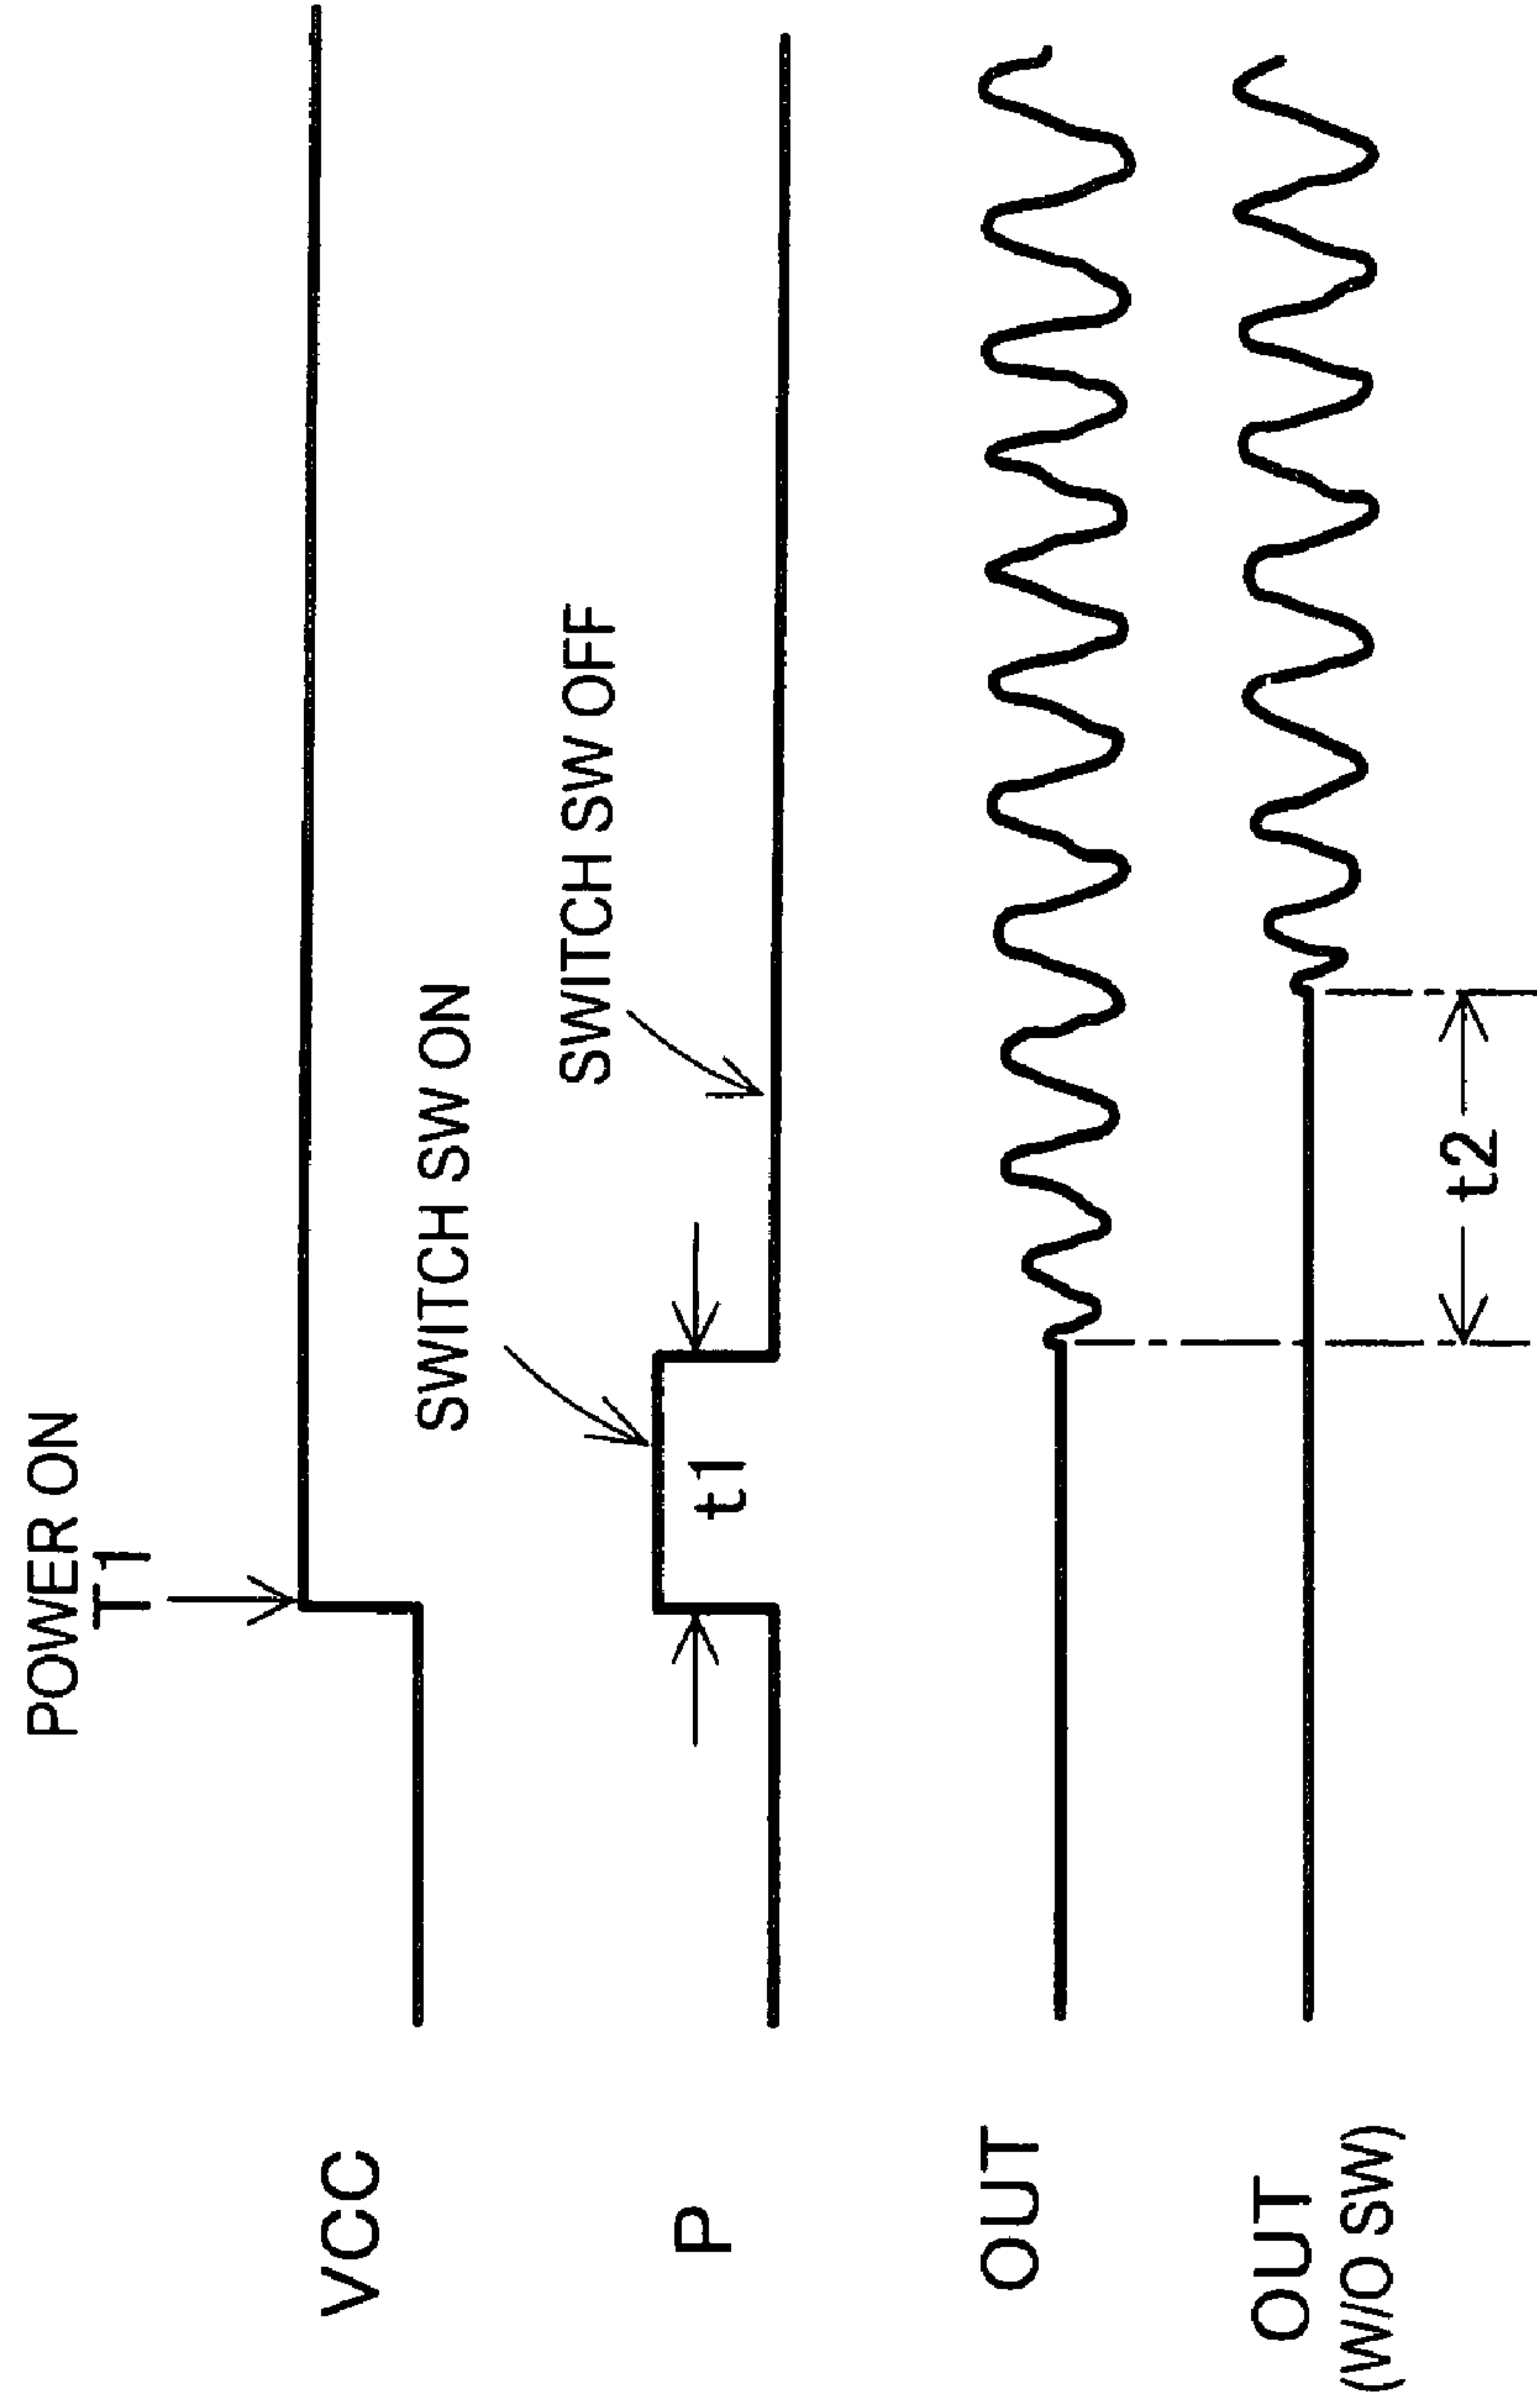 POWER ON
T1
VCC
SWITCH SW ON
SWITCH SW OFF
P
t1
OUT
OUT
(W/O SW)
t2